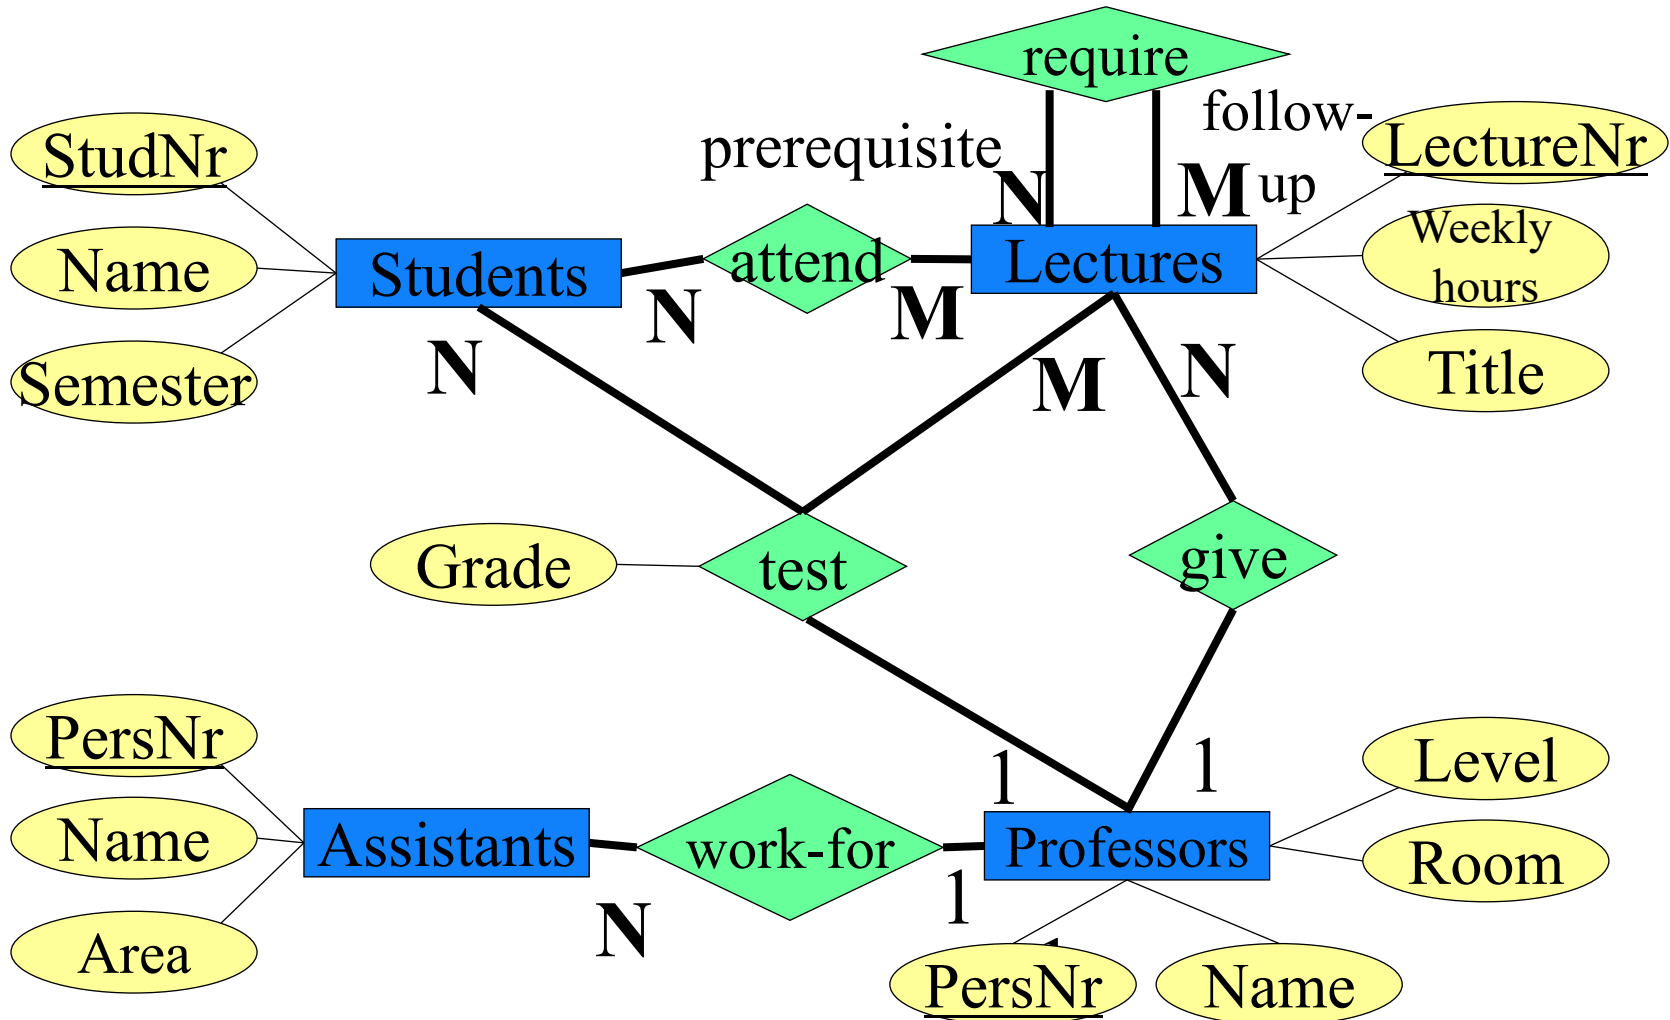 require
follow-
StudNr
prerequisite
LectureNr
N
M
up
Name
Students
attend
Lectures
Weekly
hours
N
M
Semester
N
M
N
Title
Grade
test
give
PersNr
1
1
Level
Name
Assistants
work-for
Professors
Room
N
1
Area
PersNr
Name